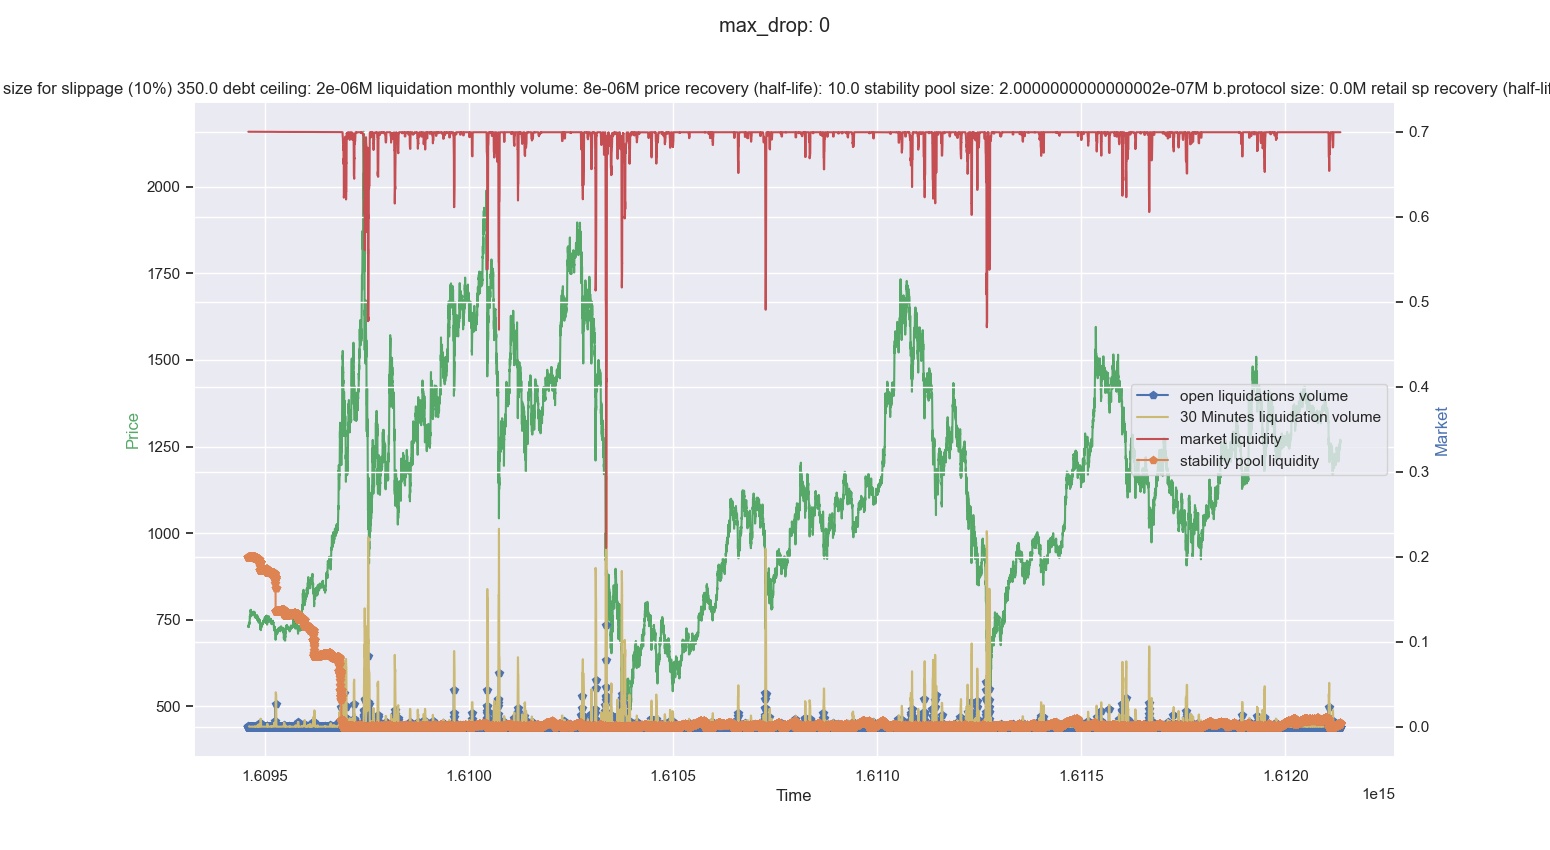 max_drop: 0
size for slippage (10%) 350.0 debt ceiling: 2e-06M liquidation monthly volume: 8e-06M price recovery (half-life): 10.0 stability pool size: 2.0000000000000002e-07M b.protocol size: 0.0M retail sp recovery (half-lif
2000
1750
1500
1250
1000
750
500
Price
0.7
0.6
0.5
0.4
0.3
0.2
0.1
0.0
Market
open liquidations volume
30 Minutes liquidation volume
market liquidity
stability pool liquidity
1.6095 1.6100 1.6105 1.6110 1.6115 1.6120
Time
1e15